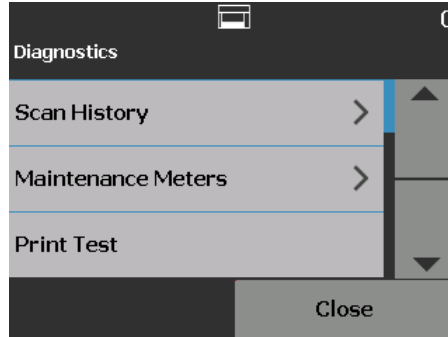 Diagnostics
Scan History
Maintenance Meters
Print Test
Close